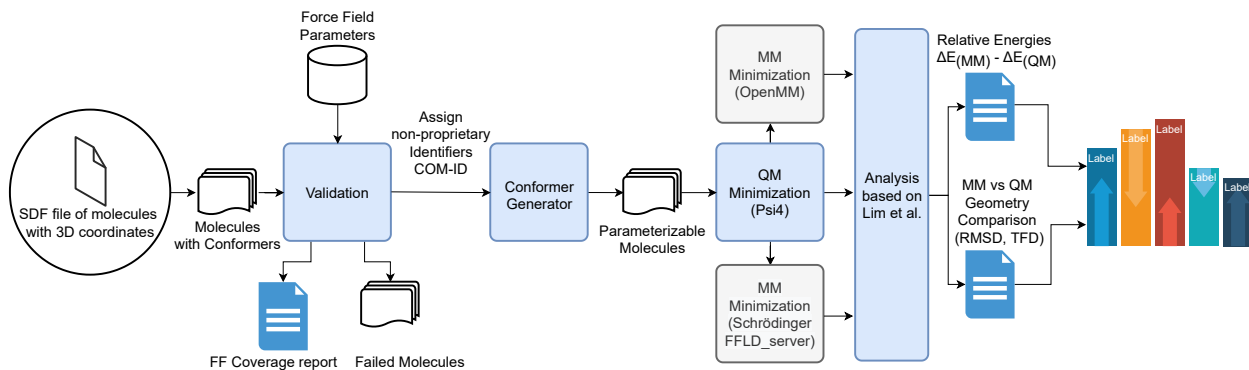 Force Field
Parameters
SDF file of molecules
with 3D coordinates
Molecules
with Conformers
Validation
FF Coverage report
Failed Molecules
Assign
non-proprietary
Identifiers
COM-ID
Conformer
Generator
Parameterizable
Molecules
MM
Minimization
(OpenMM)
QM
Minimization
(Psi4)
MM
Minimization
(Schrödinger
FFLD_server)
Analysis
based on
Lim et al.
Relative Energies
ΔE(MM) - ΔE(QM)
MM vs QM
Geometry
Comparison
(RMSD, TFD)
Label
Label
Label
Label
Label